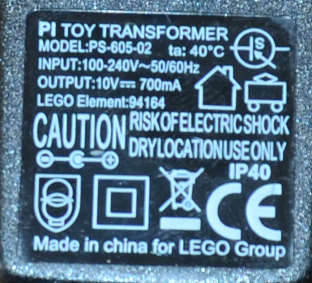 PI TOY TRANSFORMER
MODEL:PS-605-02 ta: 40°C
INPUT:100-240V~50/60Hz
OUTPUT:10V⎓700mA
LEGO Element:94164
CAUTION RISK OF ELECTRIC SHOCK
DRY LOCATION USE ONLY
IP40
CE
Made in china for LEGO Group